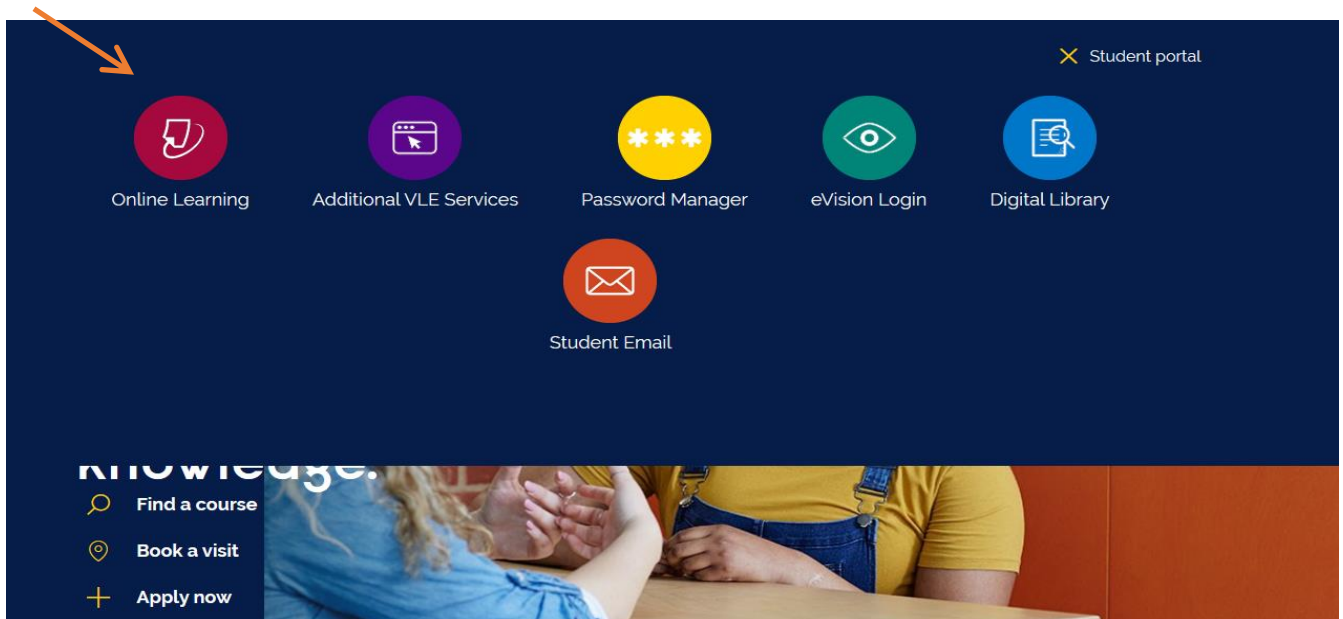 Student portal
Online Learning Additional VLE Services Password Manager eVision Login Digital Library
Student Email
knowledge.
Find a course
Book a visit
Apply now